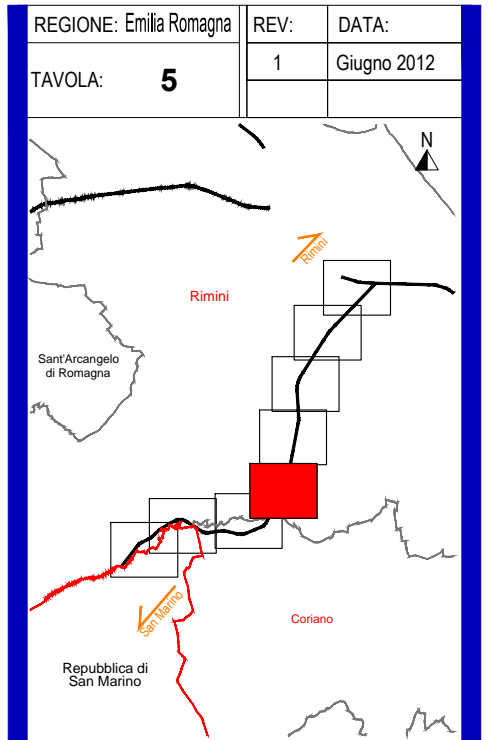 REGIONE: Emilia Romagna
REV:
DATA:
TAVOLA: 5
1
Giugno 2012
N
Rimini
Rimini
Sant'Arcangelo
di Romagna
San Marino
Coriano
Repubblica di
San Marino